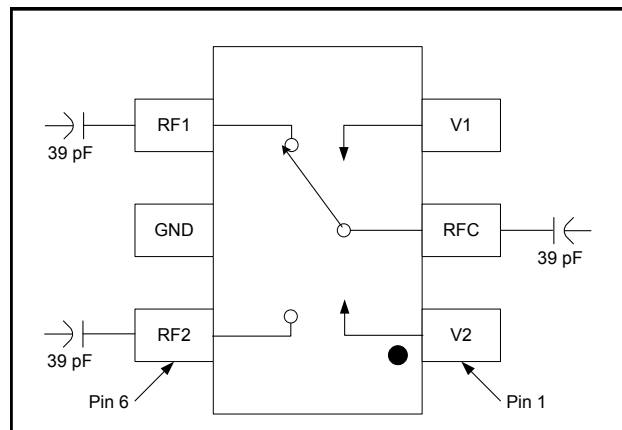 RF1
V1
39 pF
GND
RFC
39 pF
RF2
V2
39 pF
Pin 6
Pin 1